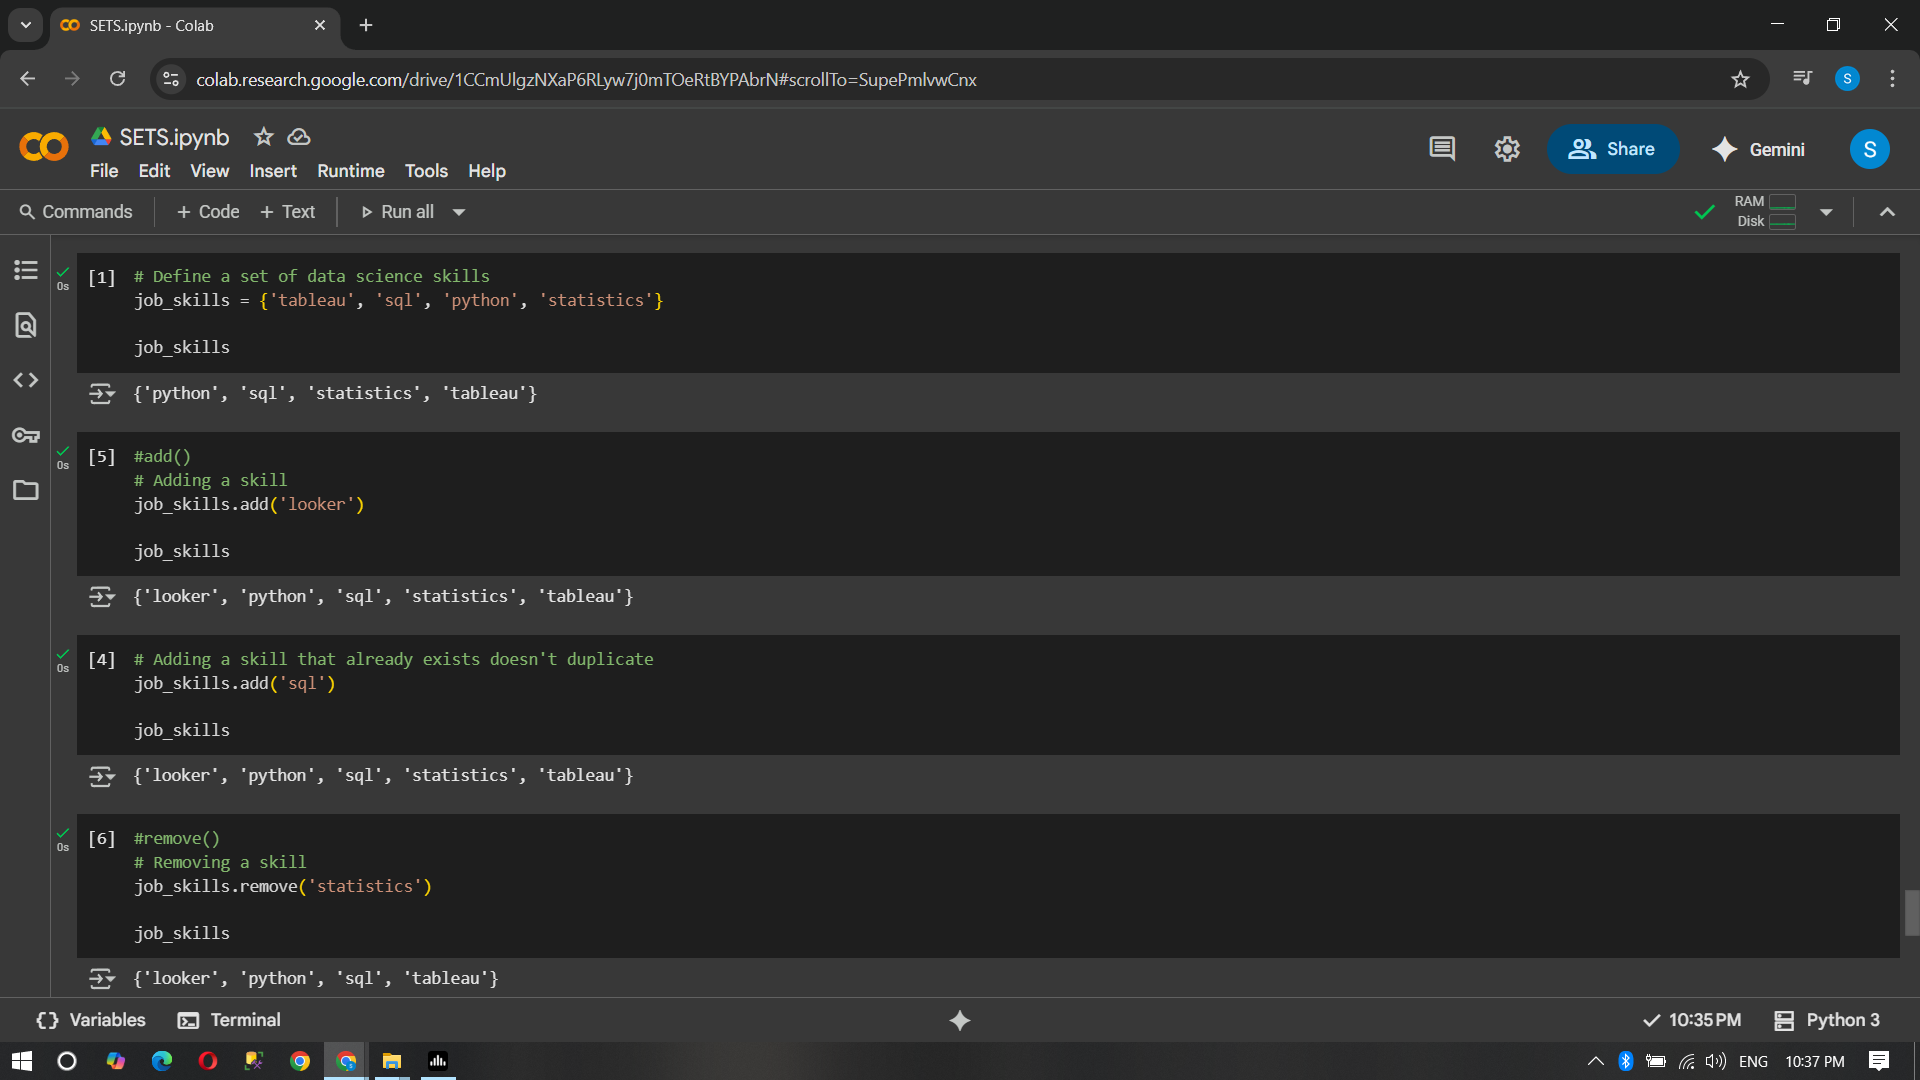 SETS.ipynb - Colab
colab.research.google.com/drive/1CCmUlgzNXaP6RLyw7j0mTOeRtBYPAbrN#scrollTo=SupePmlvwCnx
S
SETS.ipynb
File Edit View Insert Runtime Tools Help
Share
Gemini
S
Commands + Code + Text Run all
RAM
Disk
[1] # Define a set of data science skills
0s
job_skills = {'tableau', 'sql', 'python', 'statistics'}
job_skills
{'python', 'sql', 'statistics', 'tableau'}
[5] #add()
0s
# Adding a skill
job_skills.add('looker')
job_skills
{'looker', 'python', 'sql', 'statistics', 'tableau'}
[4] # Adding a skill that already exists doesn't duplicate
0s
job_skills.add('sql')
job_skills
{'looker', 'python', 'sql', 'statistics', 'tableau'}
[6] #remove()
0s
# Removing a skill
job_skills.remove('statistics')
job_skills
{'looker', 'python', 'sql', 'tableau'}
{} Variables Terminal
10:35 PM Python 3
ENG 10:37 PM